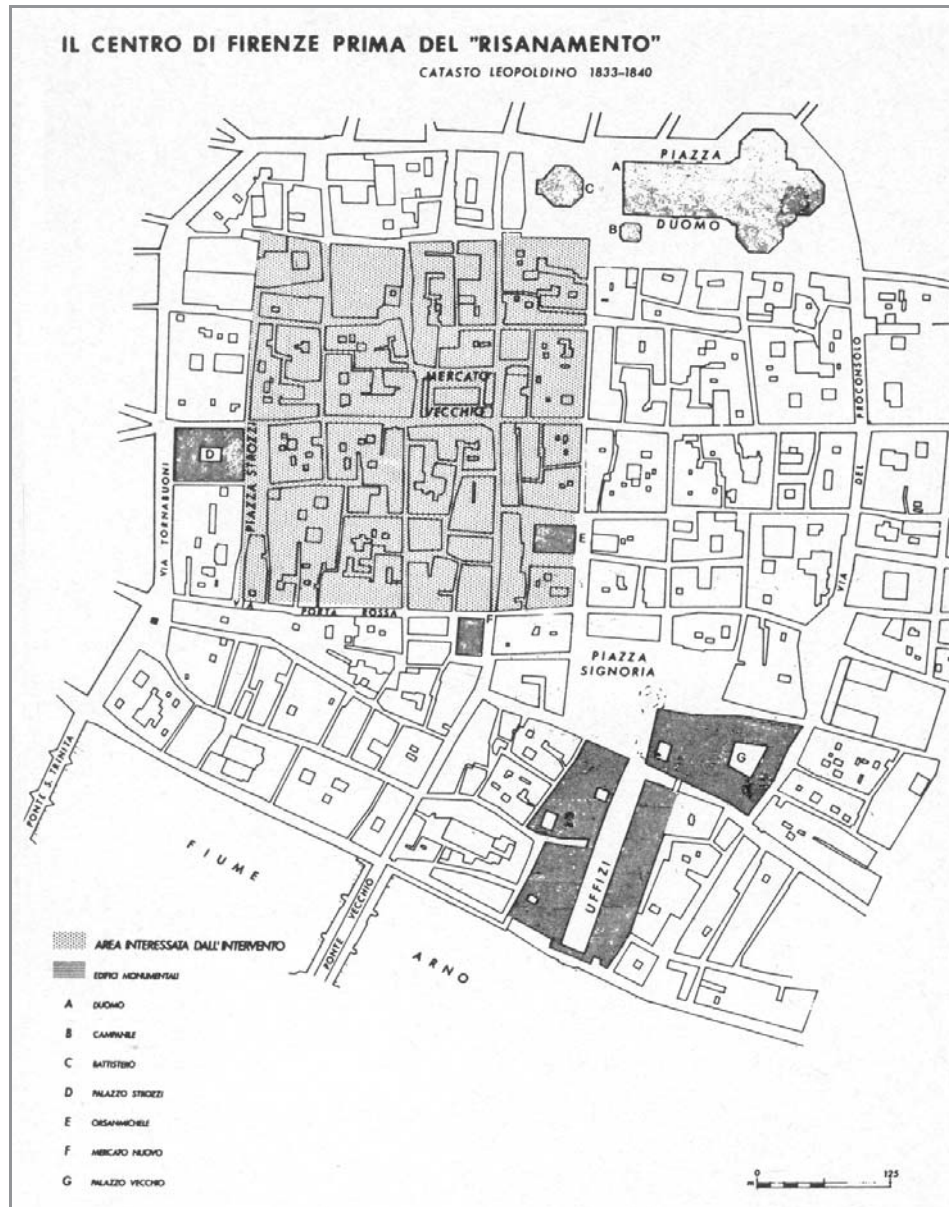 IL CENTRO DI FIRENZE PRIMA DEL "RISANAMENTO"
CATASTO LEOPOLDINO 1833-1840
PIAZZA
A
C
B
DUOMO
MERCATO
VECCHIO
PROCONSOLO
DEL
VIA
D
PIAZZA STROZZI
VIA TORNABUONI
E
VIA PORTA ROSSA
F
PIAZZA
SIGNORIA
G
UFFIZI
PONTE S. TRINITA
FIUME
PONTE VECCHIO
ARNO
AREA INTERESSATA DALL'INTERVENTO
EDIFICI MONUMENTALI
A DUOMO
B CAMPANILE
C BATTISTERO
D PALAZZO STROZZI
E ORSANMICHELE
F MERCATO NUOVO
G PALAZZO VECCHIO
m 0 125